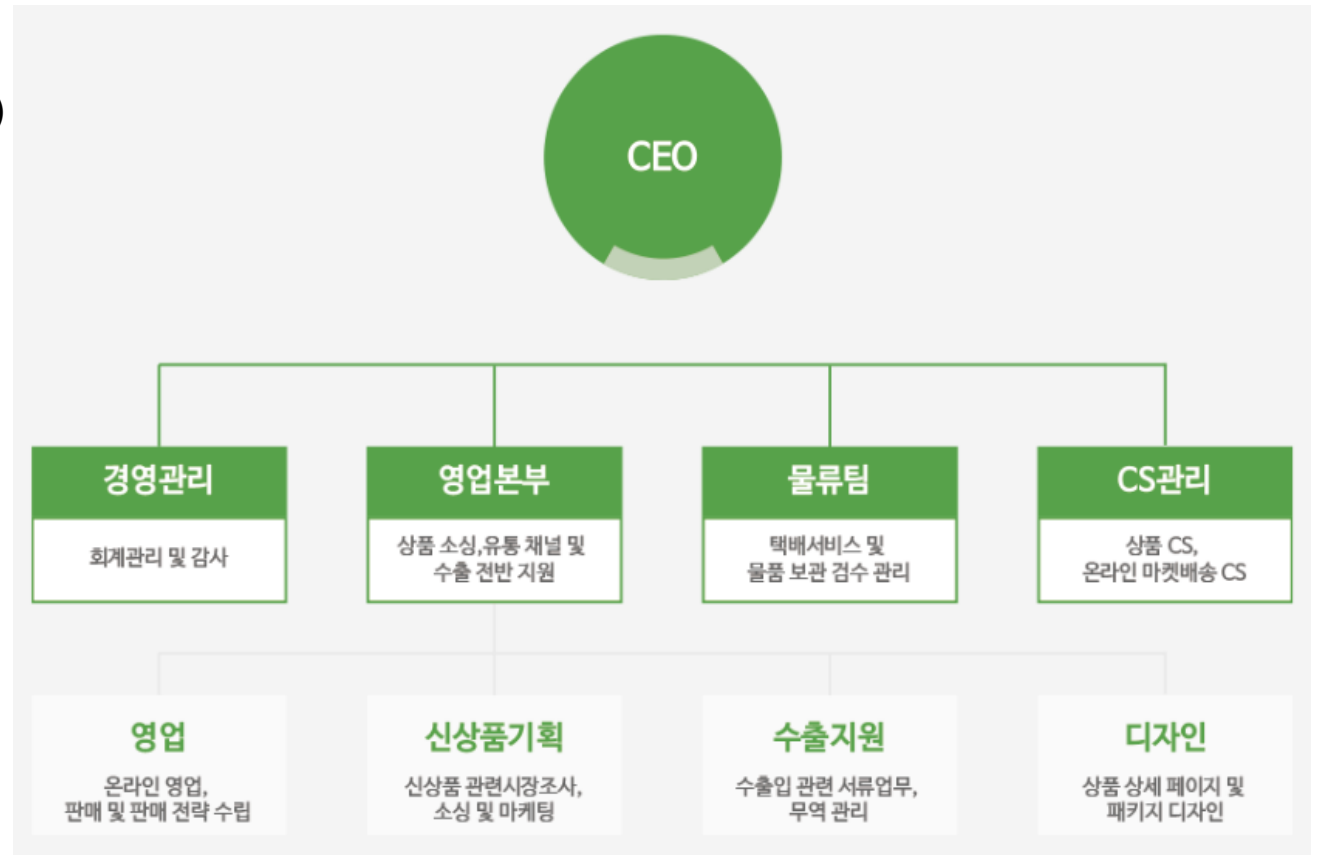 )
CEO
경영관리
회계관리 및 감사
영업본부
상품 소싱,유통 채널 및
수출 전반 지원
물류팀
택배서비스 및
물품 보관 검수 관리
CS관리
상품 CS,
온라인 마켓배송 CS
영업
온라인 영업,
판매 및 판매 전략 수립
신상품기획
신상품 관련시장조사,
소싱 및 마케팅
수출지원
수출입 관련 서류업무,
무역 관리
디자인
상품 상세 페이지 및
패키지 디자인